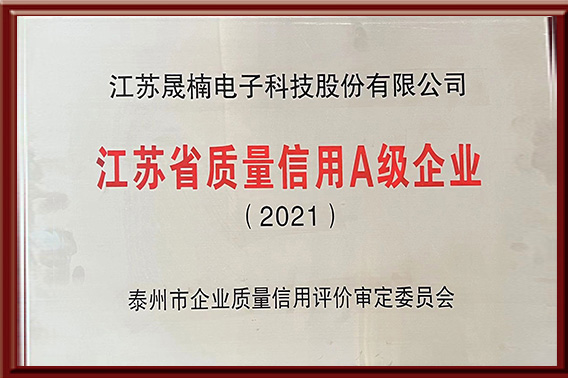 江苏晟楠电子科技股份有限公司
江苏省质量信用A级企业
（2021）
泰州市企业质量信用评价审定委员会